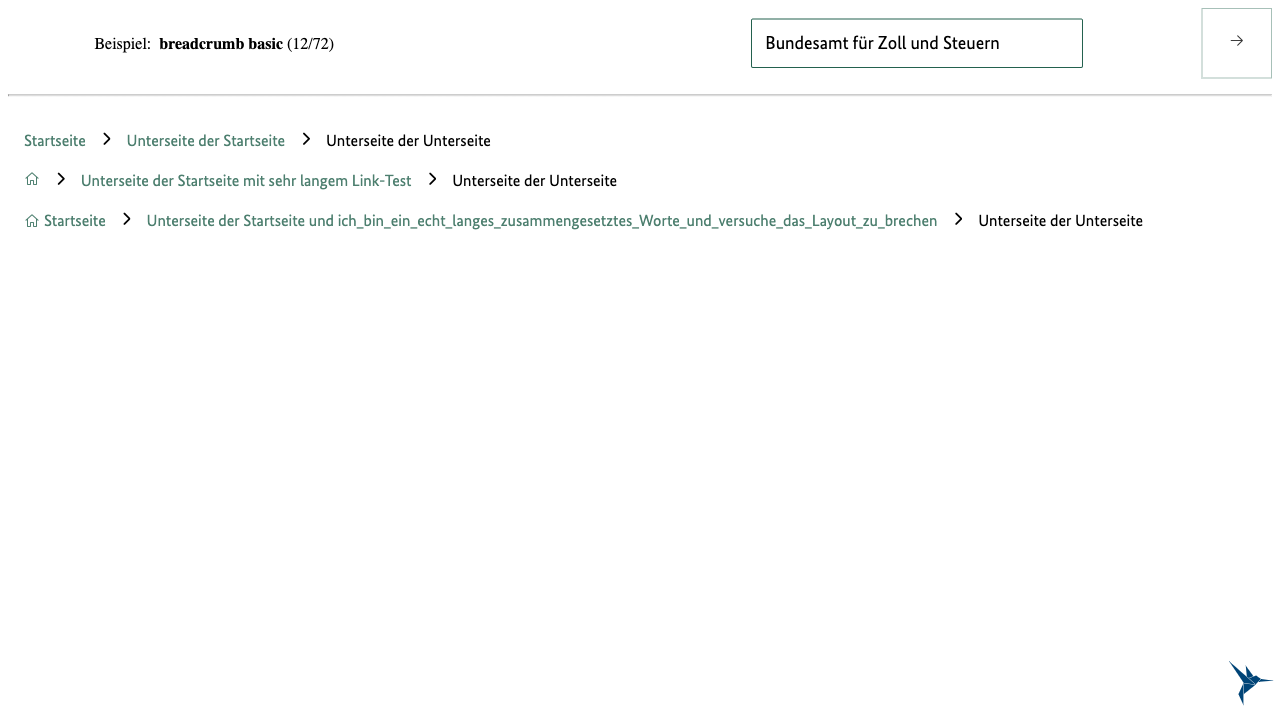 Beispiel: breadcrumb basic (12/72)
Bundesamt für Zoll und Steuern
Startseite Unterseite der Startseite Unterseite der Unterseite
Unterseite der Startseite mit sehr langem Link-Test Unterseite der Unterseite
Startseite Unterseite der Startseite und ich_bin_ein_echt_langes_zusammengesetztes_Worte_und_versuche_das_Layout_zu_brechen Unterseite der Unterseite